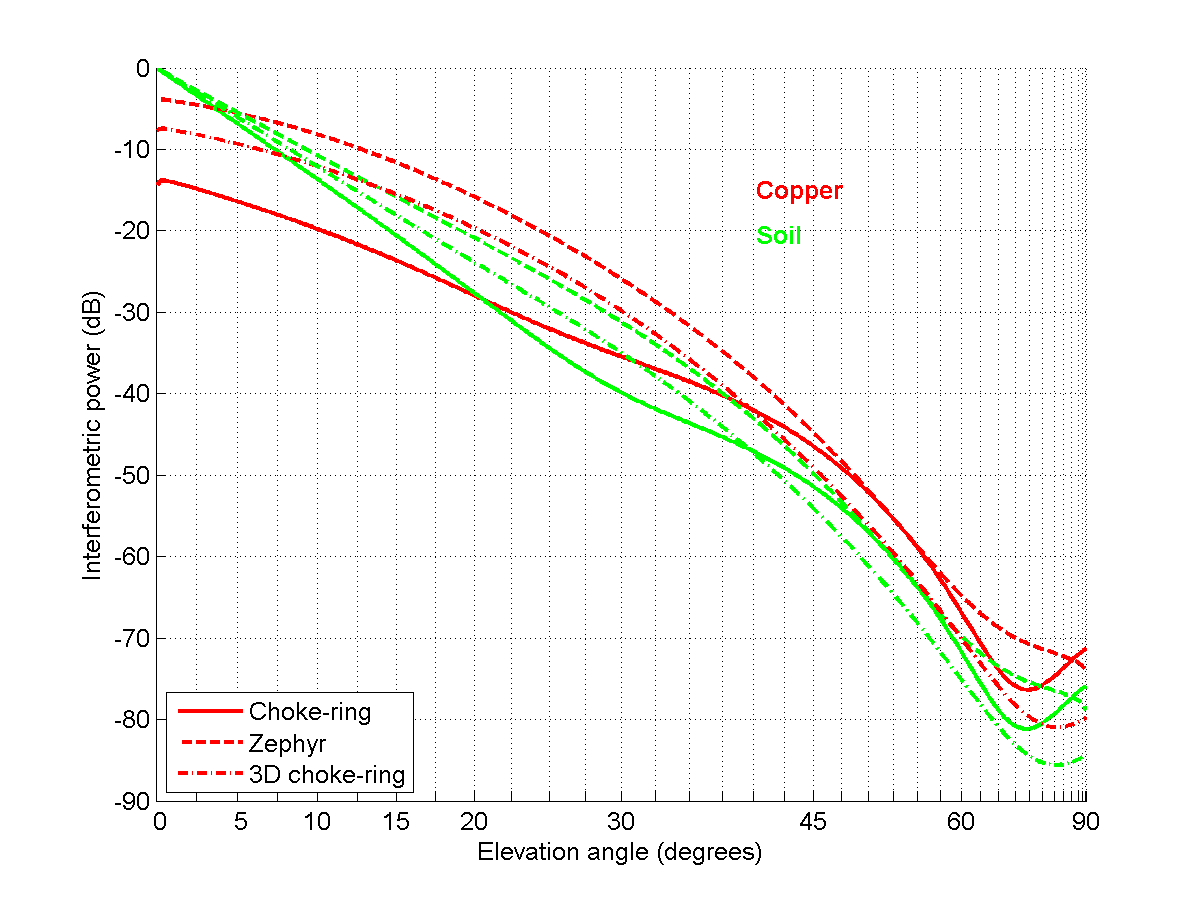 0
-10
-20
-30
-40
-50
-60
-70
-80
-90
Interferometric power (dB)
Copper
Soil
Choke-ring
Zephyr
3D choke-ring
0 5 10 15 20 30 45 60 90
Elevation angle (degrees)